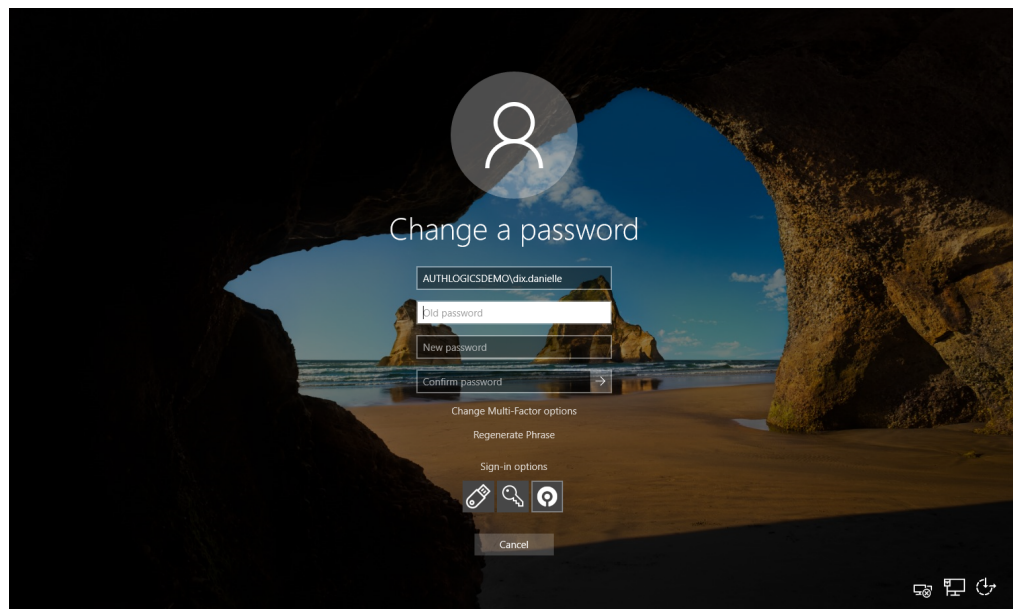 Change a password
AUTHLOGICSDEMO\dix.danielle
Old password
New password
Confirm password
Change Multi-Factor options
Regenerate Phrase
Sign-in options
Cancel